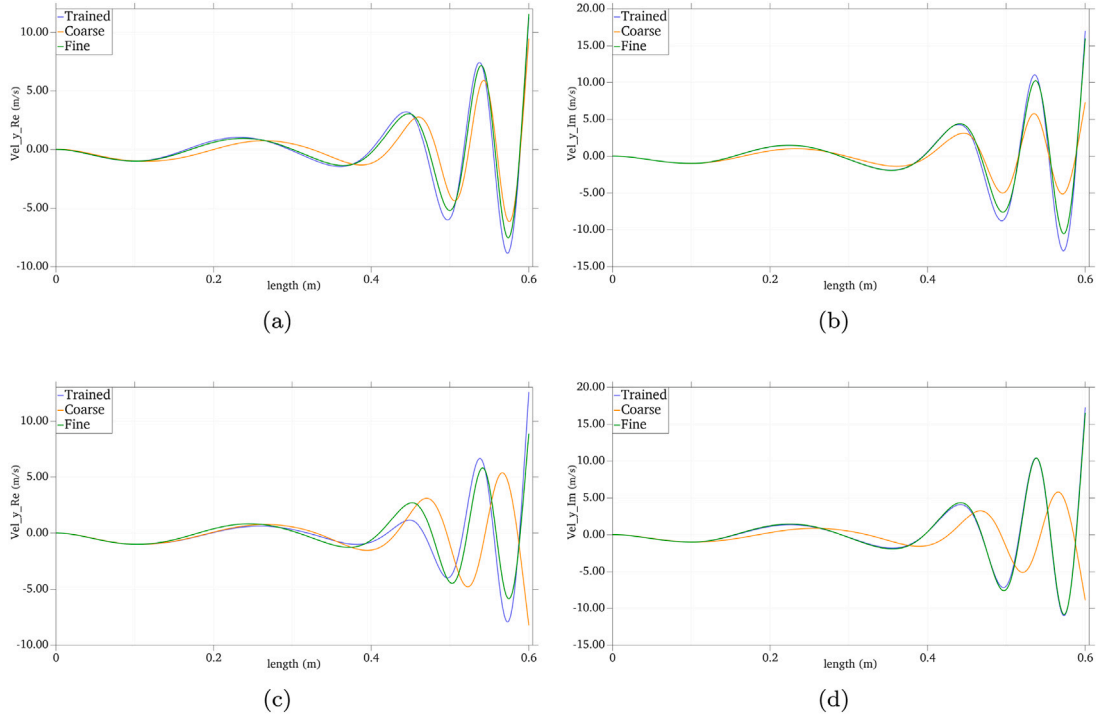 Trained
Coarse
Fine
Vel_y_Re (m/s)
10.00
5.00
0.00
-5.00
-10.00
0
0.2
0.4
0.6
length (m)
(a)
Trained
Coarse
Fine
Vel_y_Im (m/s)
20.00
15.00
10.00
5.00
0.00
-5.00
-10.00
-15.00
0
0.2
0.4
0.6
length (m)
(b)
Trained
Coarse
Fine
Vel_y_Re (m/s)
10.00
5.00
0.00
-5.00
-10.00
0
0.2
0.4
0.6
length (m)
(c)
Trained
Coarse
Fine
Vel_y_Im (m/s)
20.00
15.00
10.00
5.00
0.00
-5.00
-10.00
-15.00
0
0.2
0.4
0.6
length (m)
(d)